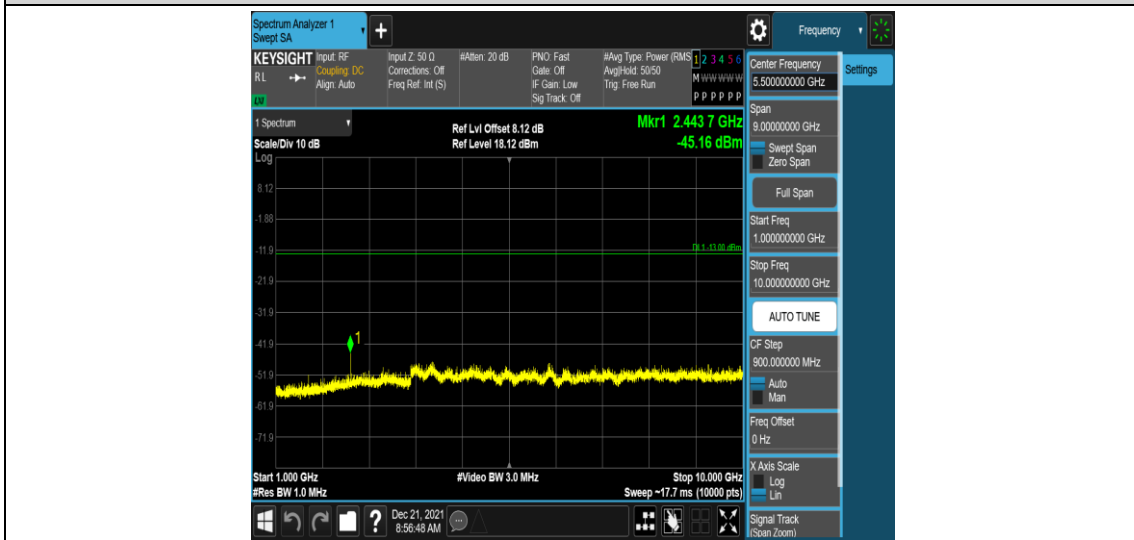 Spectrum Analyzer 1
Swept SA
+
Frequency
KEYSIGHT
RL
LXI
Input: RF
Coupling: DC
Align: Auto
Input Z: 50 Ω
Corrections: Off
Freq Ref: Int (S)
#Atten: 20 dB
PNO: Fast
Gate: Off
IF Gain: Low
Sig Track: Off
#Avg Type: Power (RMS
Avg|Hold: 50/50
Trig: Free Run
1 2 3 4 5 6
M W W W W W
P P P P P P
1 Spectrum
Scale/Div 10 dB
Log
Ref Lvl Offset 8.12 dB
Ref Level 18.12 dBm
Mkr1 2.443 7 GHz
-45.16 dBm
8.12
-1.88
-11.9
-21.9
-31.9
-41.9
-51.9
-61.9
-71.9
DL1 -13.00 dBm
1
Start 1.000 GHz
#Res BW 1.0 MHz
#Video BW 3.0 MHz
Stop 10.000 GHz
Sweep ~17.7 ms (10000 pts)
?
Dec 21, 2021
8:56:48 AM
Center Frequency
5.50000000 GHz
Settings
Span
9.00000000 GHz
Swept Span
Zero Span
Full Span
Start Freq
1.000000000 GHz
Stop Freq
10.000000000 GHz
AUTO TUNE
CF Step
900.000000 MHz
Auto
Man
Freq Offset
0 Hz
X Axis Scale
Log
Lin
Signal Track
(Span Zoom)